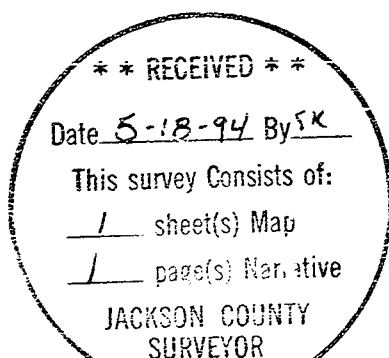 * * RECEIVED * *
Date 5-18-94 By SK
This survey Consists of:
1 sheet(s) Map
1 page(s) Narrative
JACKSON COUNTY
SURVEYOR